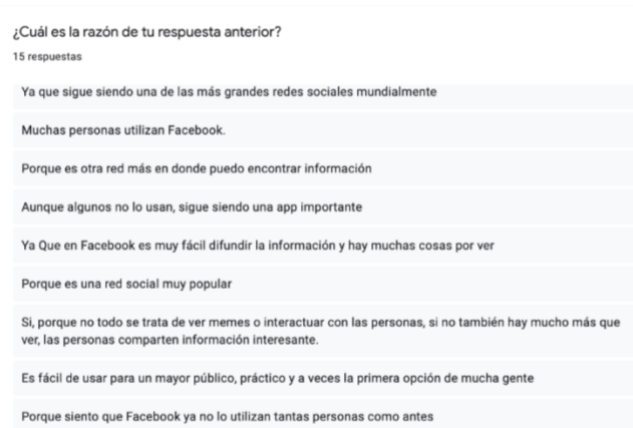 ¿Cuál es la razón de tu respuesta anterior?
15 respuestas
Ya que sigue siendo una de las más grandes redes sociales mundialmente
Muchas personas utilizan Facebook.
Porque es otra red más en donde puedo encontrar información
Aunque algunos no lo usan, sigue siendo una app importante
Ya Que en Facebook es muy fácil difundir la información y hay muchas cosas por ver
Porque es una red social muy popular
Si, porque no todo se trata de ver memes o interactuar con las personas, si no también hay mucho más que
ver, las personas comparten información interesante.
Es fácil de usar para un mayor público, práctico y a veces la primera opción de mucha gente
Porque siento que Facebook ya no lo utilizan tantas personas como antes